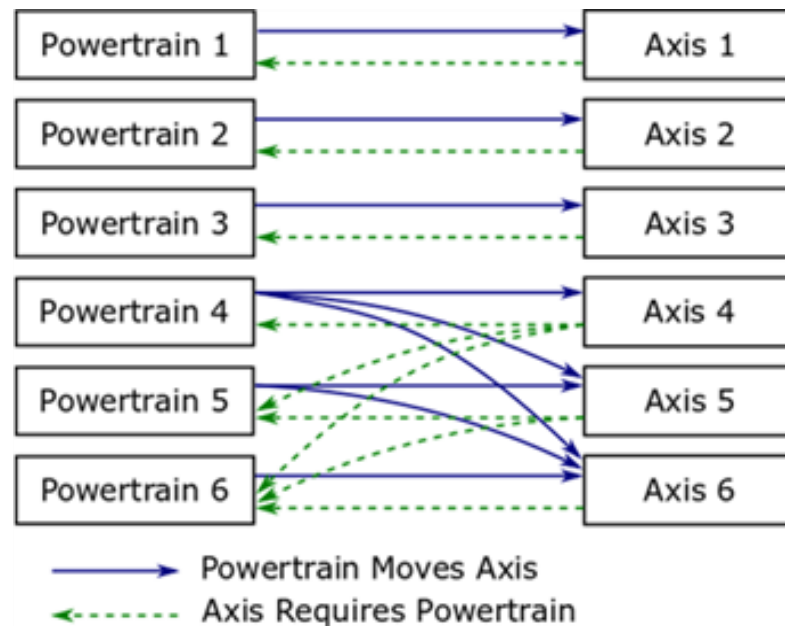 Powertrain 1
Axis 1
Powertrain 2
Axis 2
Powertrain 3
Axis 3
Powertrain 4
Axis 4
Powertrain 5
Axis 5
Powertrain 6
Axis 6
Powertrain Moves Axis
Axis Requires Powertrain